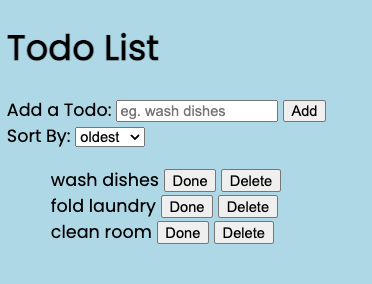 Todo List
Add a Todo: eg. wash dishes Add
Sort By: oldest
wash dishes Done Delete
fold laundry Done Delete
clean room Done Delete